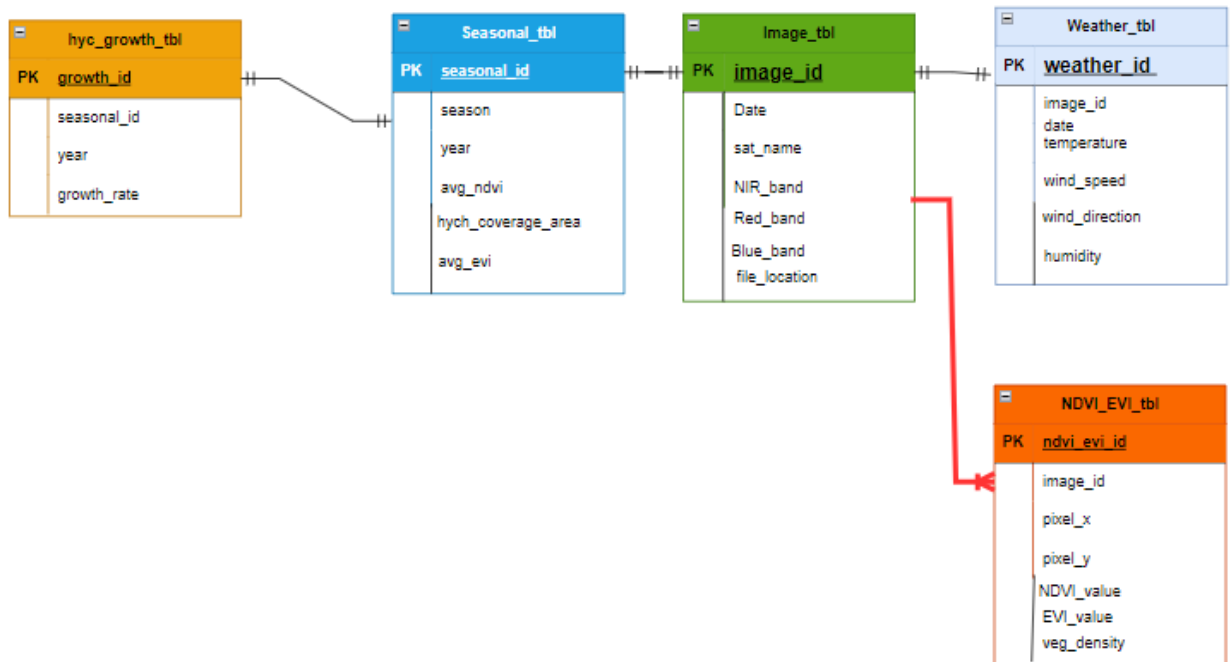 hyc_growth_tbl
PK growth_id
seasonal_id
year
growth_rate
Seasonal_tbl
PK seasonal_id
season
year
avg_ndvi
hych_coverage_area
avg_evi
Image_tbl
PK image_id
Date
sat_name
NIR_band
Red_band
Blue_band
file_location
Weather_tbl
PK weather_id
image_id
date
temperature
wind_speed
wind_direction
humidity
NDVI_EVI_tbl
PK ndvi_evi_id
image_id
pixel_x
pixel_y
NDVI_value
EVI_value
veg_density